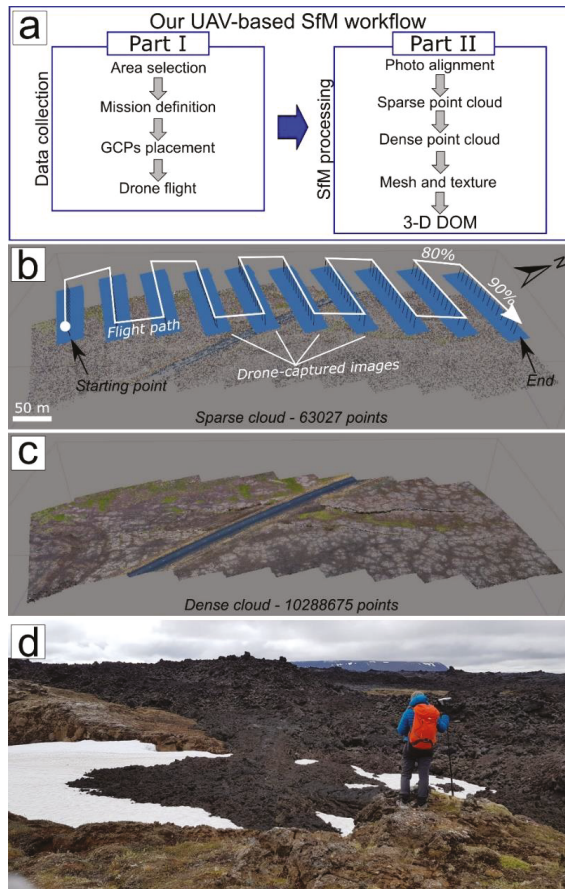 a
Our UAV-based SfM workflow
Part I
Data collection
Area selection
Mission definition
GCPs placement
Drone flight
Part II
SfM processing
Photo alignment
Sparse point cloud
Dense point cloud
Mesh and texture
3-D DOM
b
80%
90%
N
Flight path
Starting point
Drone-captured images
End
50 m
Sparse cloud - 63027 points
c
Dense cloud - 10288675 points
d